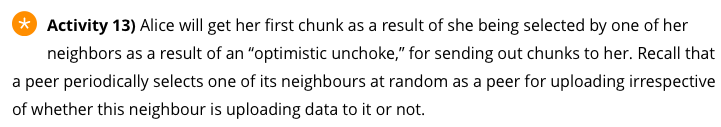 * Activity 13) Alice will get her first chunk as a result of she being selected by one of her
neighbors as a result of an “optimistic unchoke,” for sending out chunks to her. Recall that
a peer periodically selects one of its neighbours at random as a peer for uploading irrespective
of whether this neighbour is uploading data to it or not.